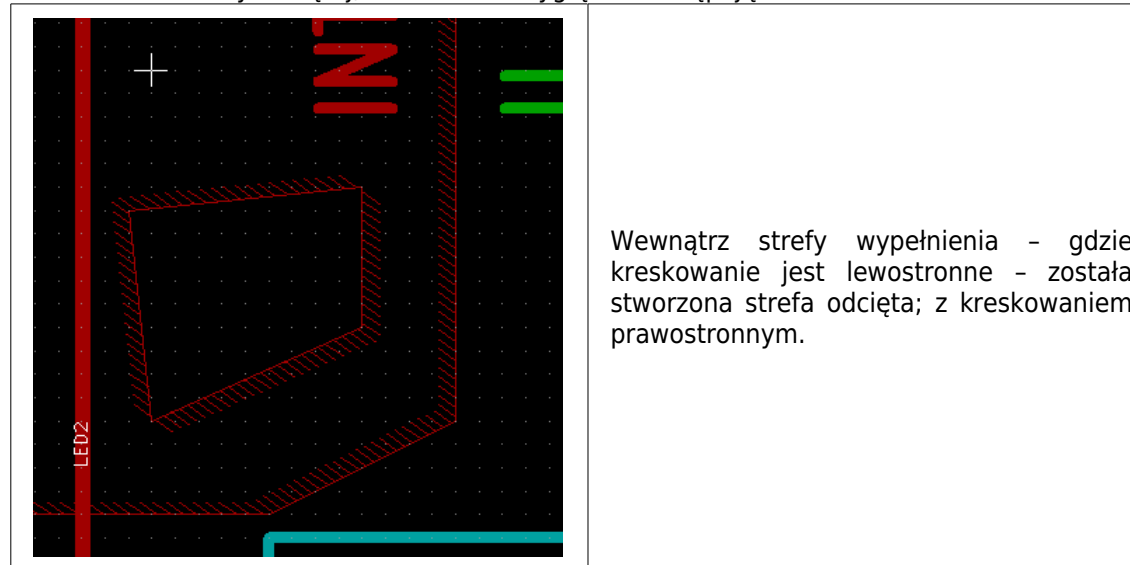 LED2
Wewnątrz strefy wypełnienia – gdzie
kreskowanie jest lewostronne – została
stworzona strefa odcięta; z kreskowaniem
prawostronnym.